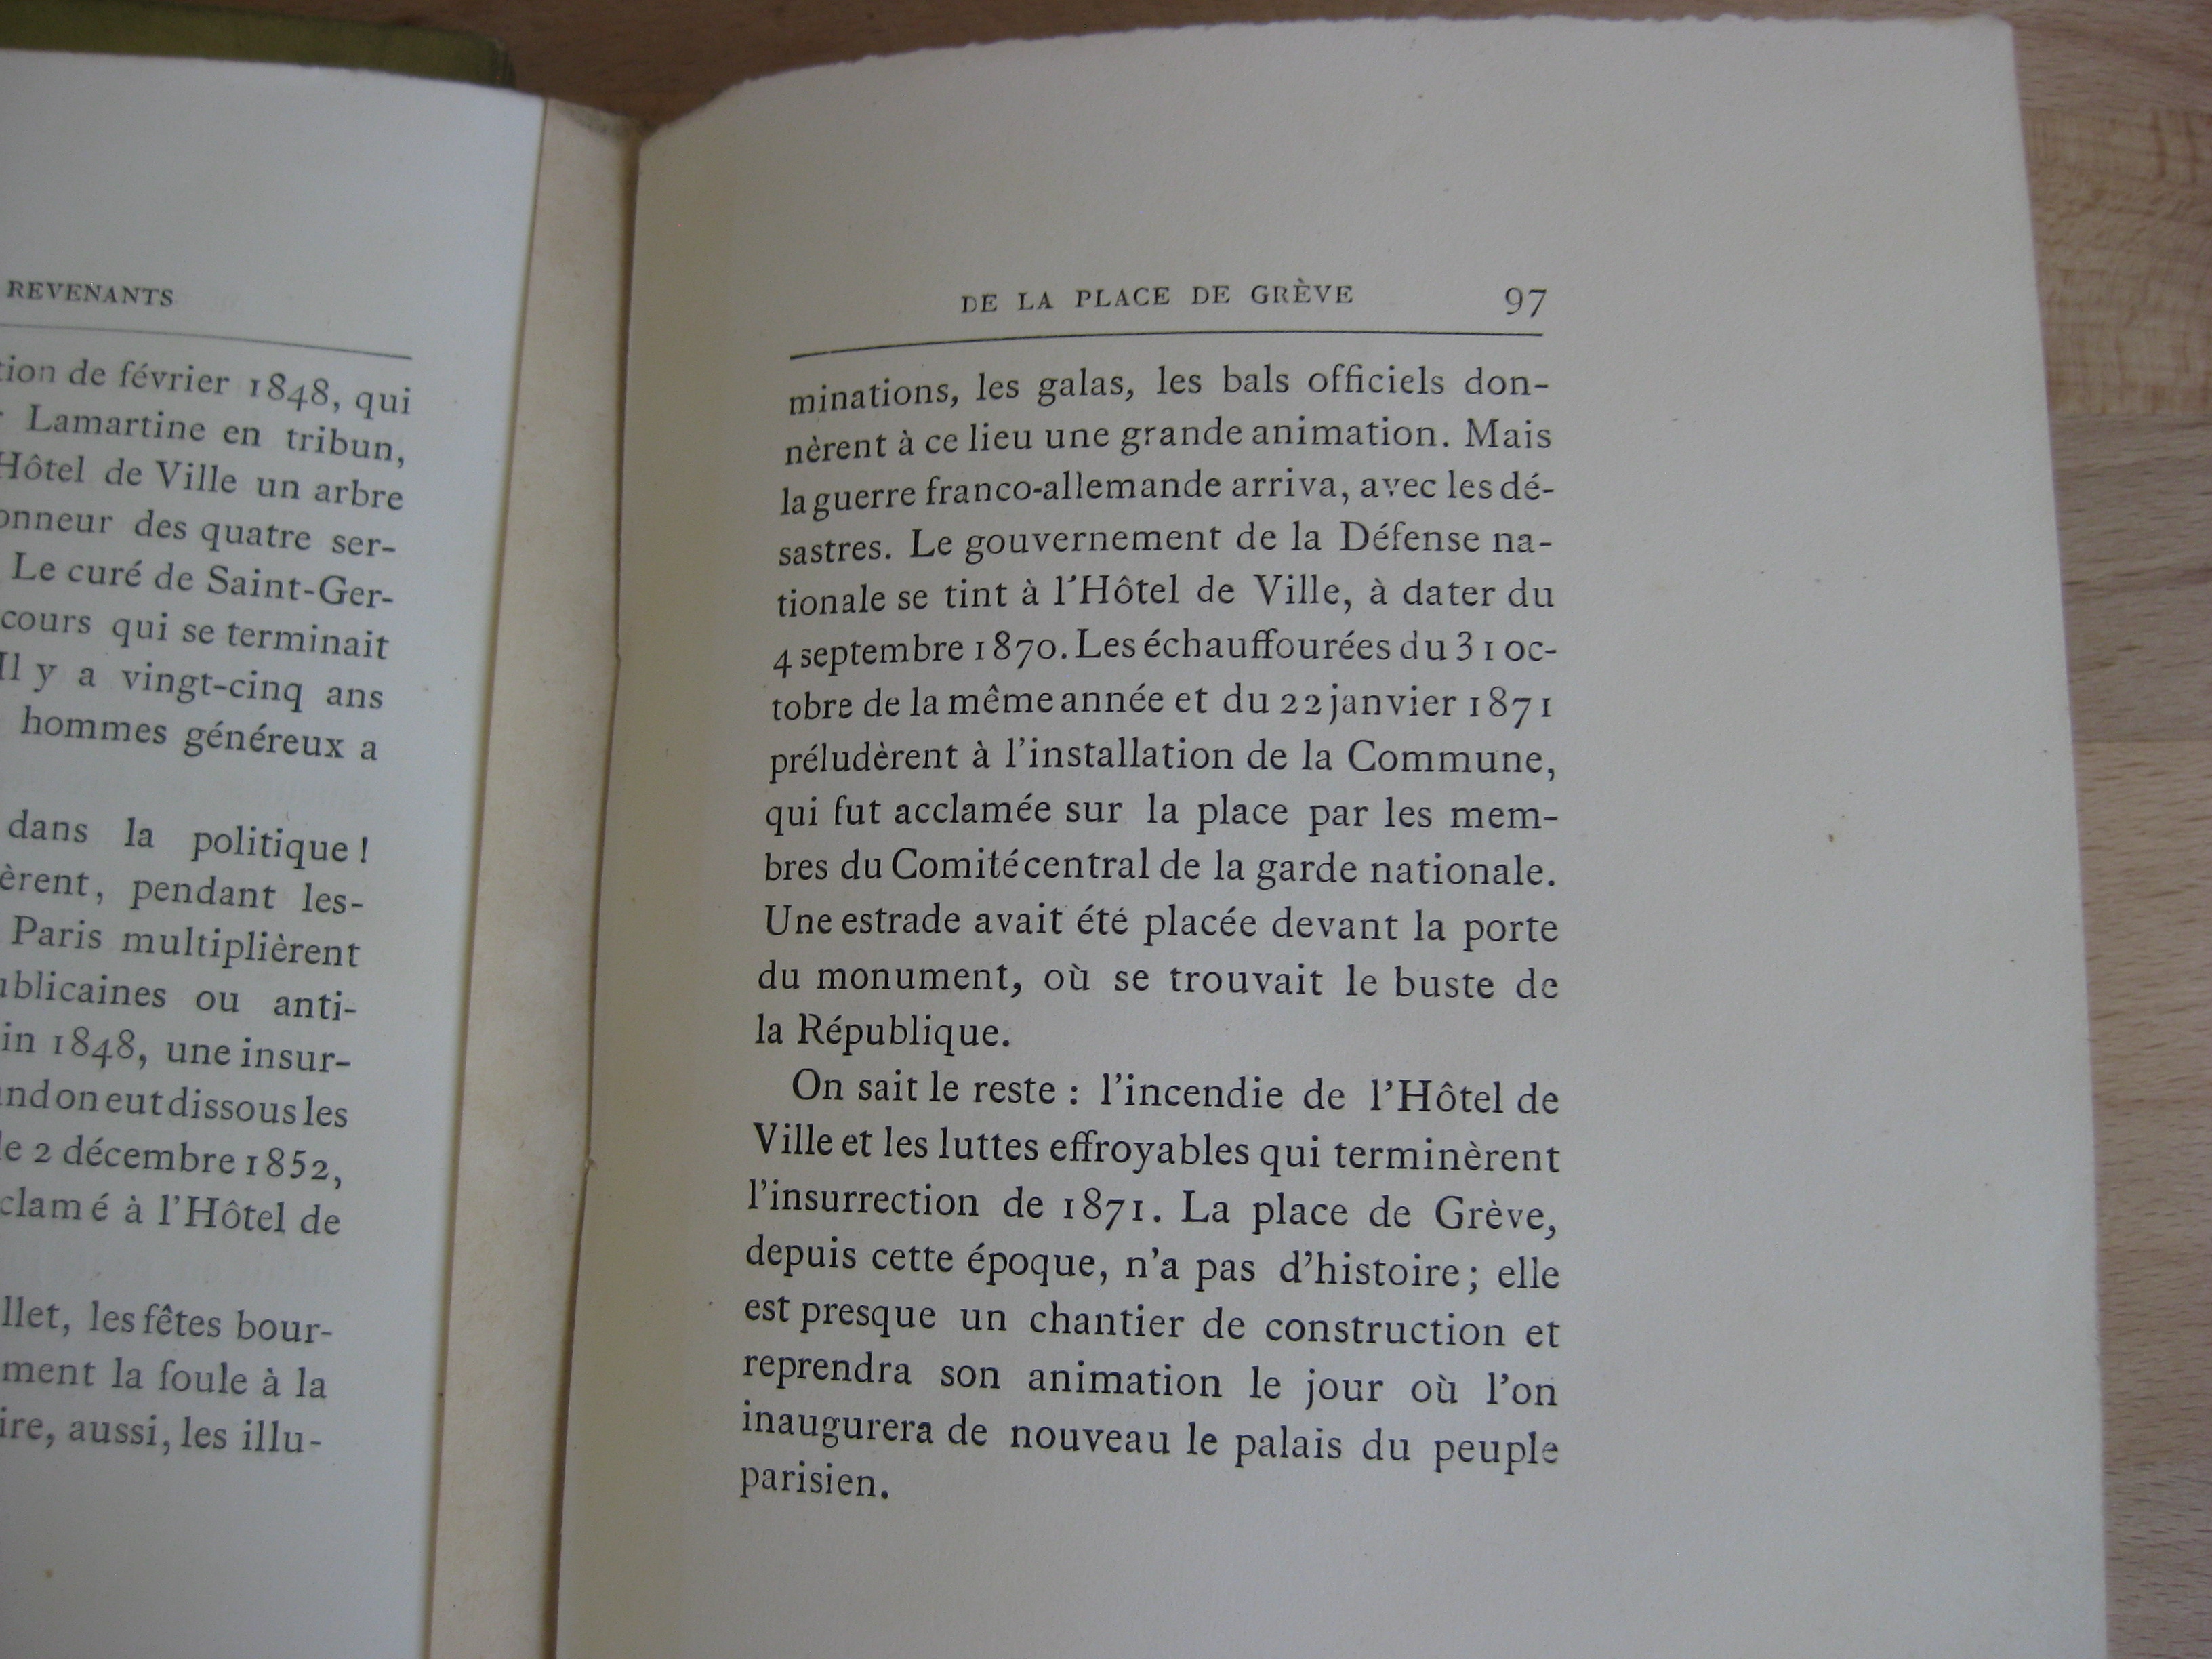 REVENANTS
de février 1848, qui
Lamartine en tribun,
Hôtel de Ville un arbre
des quatre ser-
Le curé de Saint-Ger-
cours qui se terminait
Il y a vingt-cinq ans
hommes généreux a
dans la politique !
pendant les-
Paris multiplièrent
ou anti-
1848, une insur-
on eut dissous les
le 2 décembre 1852,
à l'Hôtel de
les fêtes bour-
la foule à la
aussi, les illu-
DE LA PLACE DE GRÈVE 97
minations, les galas, les bals officiels don-
nèrent à ce lieu une grande animation. Mais
la guerre franco-allemande arriva, avec les dé-
sastres. Le gouvernement de la Défense na-
tionale se tint à l'Hôtel de Ville, à dater du
4 septembre 1870. Les échauffourées du 31 oc-
tobre de la même année et du 22 janvier 1871
préludèrent à l'installation de la Commune,
qui fut acclamée sur la place par les mem-
bres du Comité central de la garde nationale.
Une estrade avait été placée devant la porte
du monument, où se trouvait le buste de
la République.
On sait le reste : l'incendie de l'Hôtel de
Ville et les luttes effroyables qui terminèrent
l'insurrection de 1871. La place de Grève,
depuis cette époque, n'a pas d'histoire ; elle
est presque un chantier de construction et
reprendra son animation le jour où l'on
inaugurera de nouveau le palais du peuple
parisien.